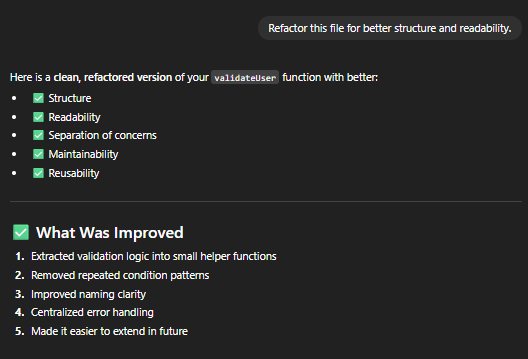 Refactor this file for better structure and readability.
Here is a clean, refactored version of your validateUser function with better:
• ✅ Structure
• ✅ Readability
• ✅ Separation of concerns
• ✅ Maintainability
• ✅ Reusability
✅ What Was Improved
1. Extracted validation logic into small helper functions
2. Removed repeated condition patterns
3. Improved naming clarity
4. Centralized error handling
5. Made it easier to extend in future